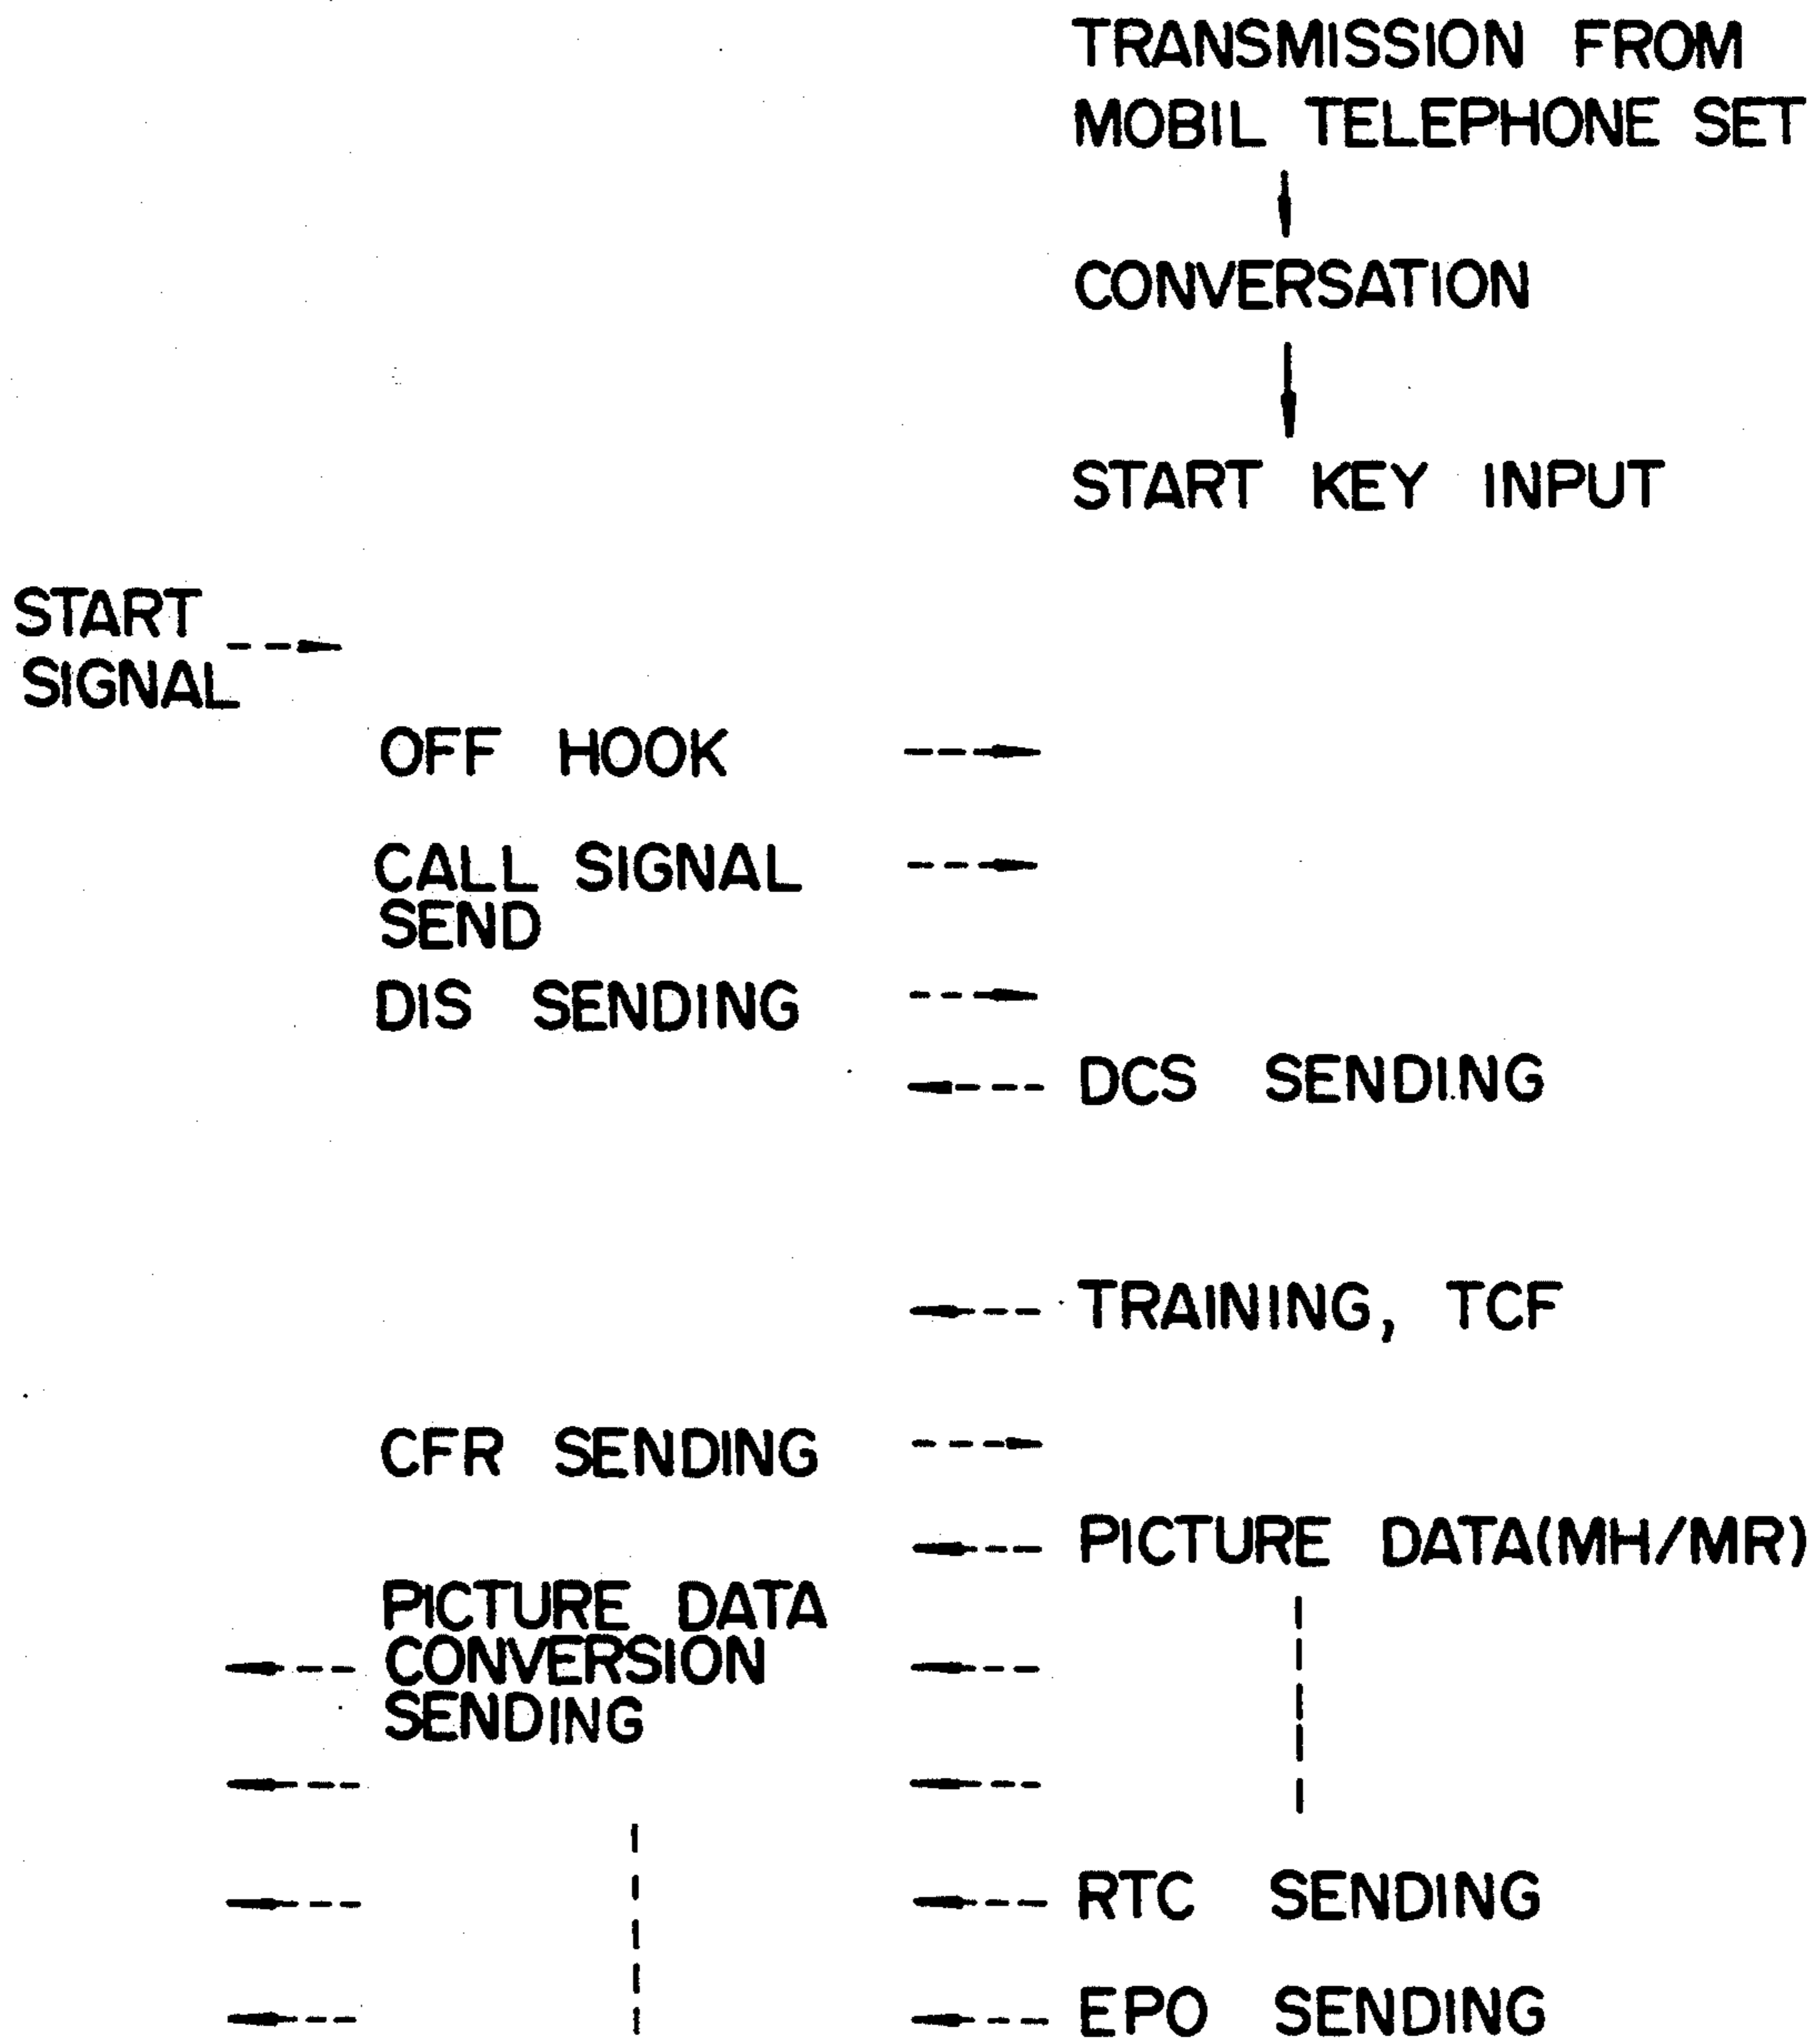 TRANSMISSION FROM
MOBIL TELEPHONE SET
CONVERSATION
START KEY INPUT
START
SIGNAL
OFF HOOK
CALL SIGNAL
SEND
DIS SENDING
DCS SENDING
TRAINING, TCF
CFR SENDING
PICTURE DATA(MH/MR)
PICTURE DATA
CONVERSION
SENDING
RTC SENDING
EPO SENDING